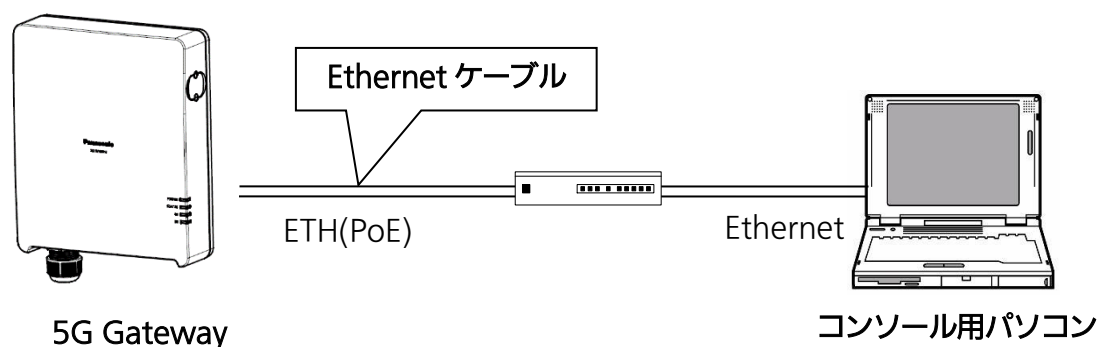 Ethernet ケーブル
Panasonic
ETH(PoE)
Ethernet
5G Gateway
コンソール用パソコン